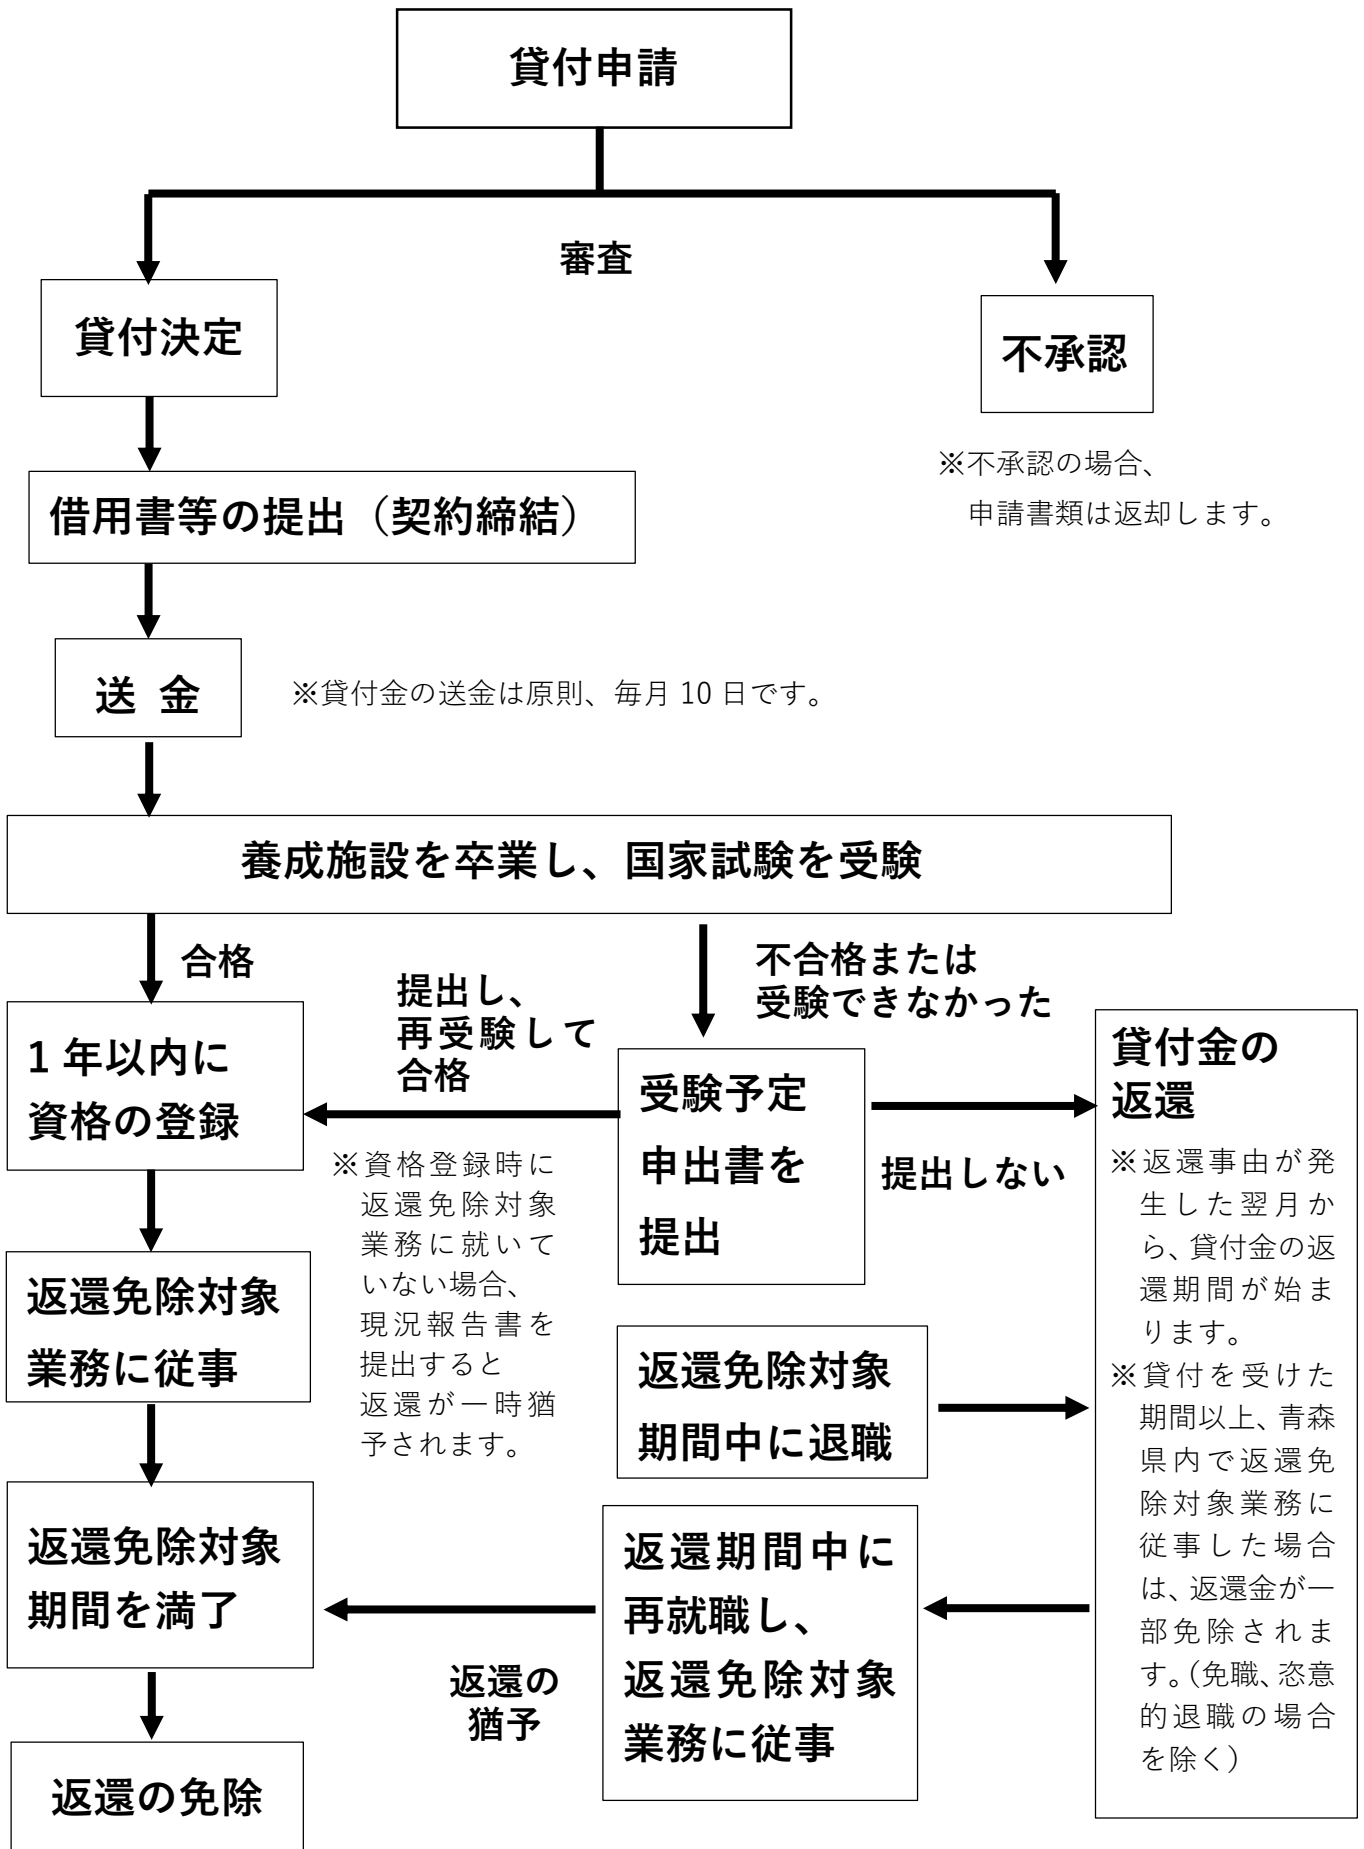 貸付申請
審査
貸付決定
不承認
※不承認の場合、
申請書類は返却します。
借用書等の提出（契約締結）
送 金
※貸付金の送金は原則、毎月 10 日です。
養成施設を卒業し、国家試験を受験
合格
不合格または
受験できなかった
提出し、
再受験して
合格
1 年以内に
資格の登録
※資格登録時に
返還免除対象
業務に就いて
いない場合、
現況報告書を
提出すると
返還が一時猶
予されます。
受験予定
申出書を
提出
提出しない
貸付金の
返還
※返還事由が発
生した翌月か
ら、貸付金の返
還期間が始ま
ります。
※貸付を受けた
期間以上、青森
県内で返還免
除対象業務に
従事した場合
は、返還金が一
部免除されま
す。（免職、恣意
的退職の場合
を除く）
返還免除対象
業務に従事
返還免除対象
期間中に退職
返還免除対象
期間を満了
返還の
猶予
返還期間中に
再就職し、
返還免除対象
業務に従事
返還の免除